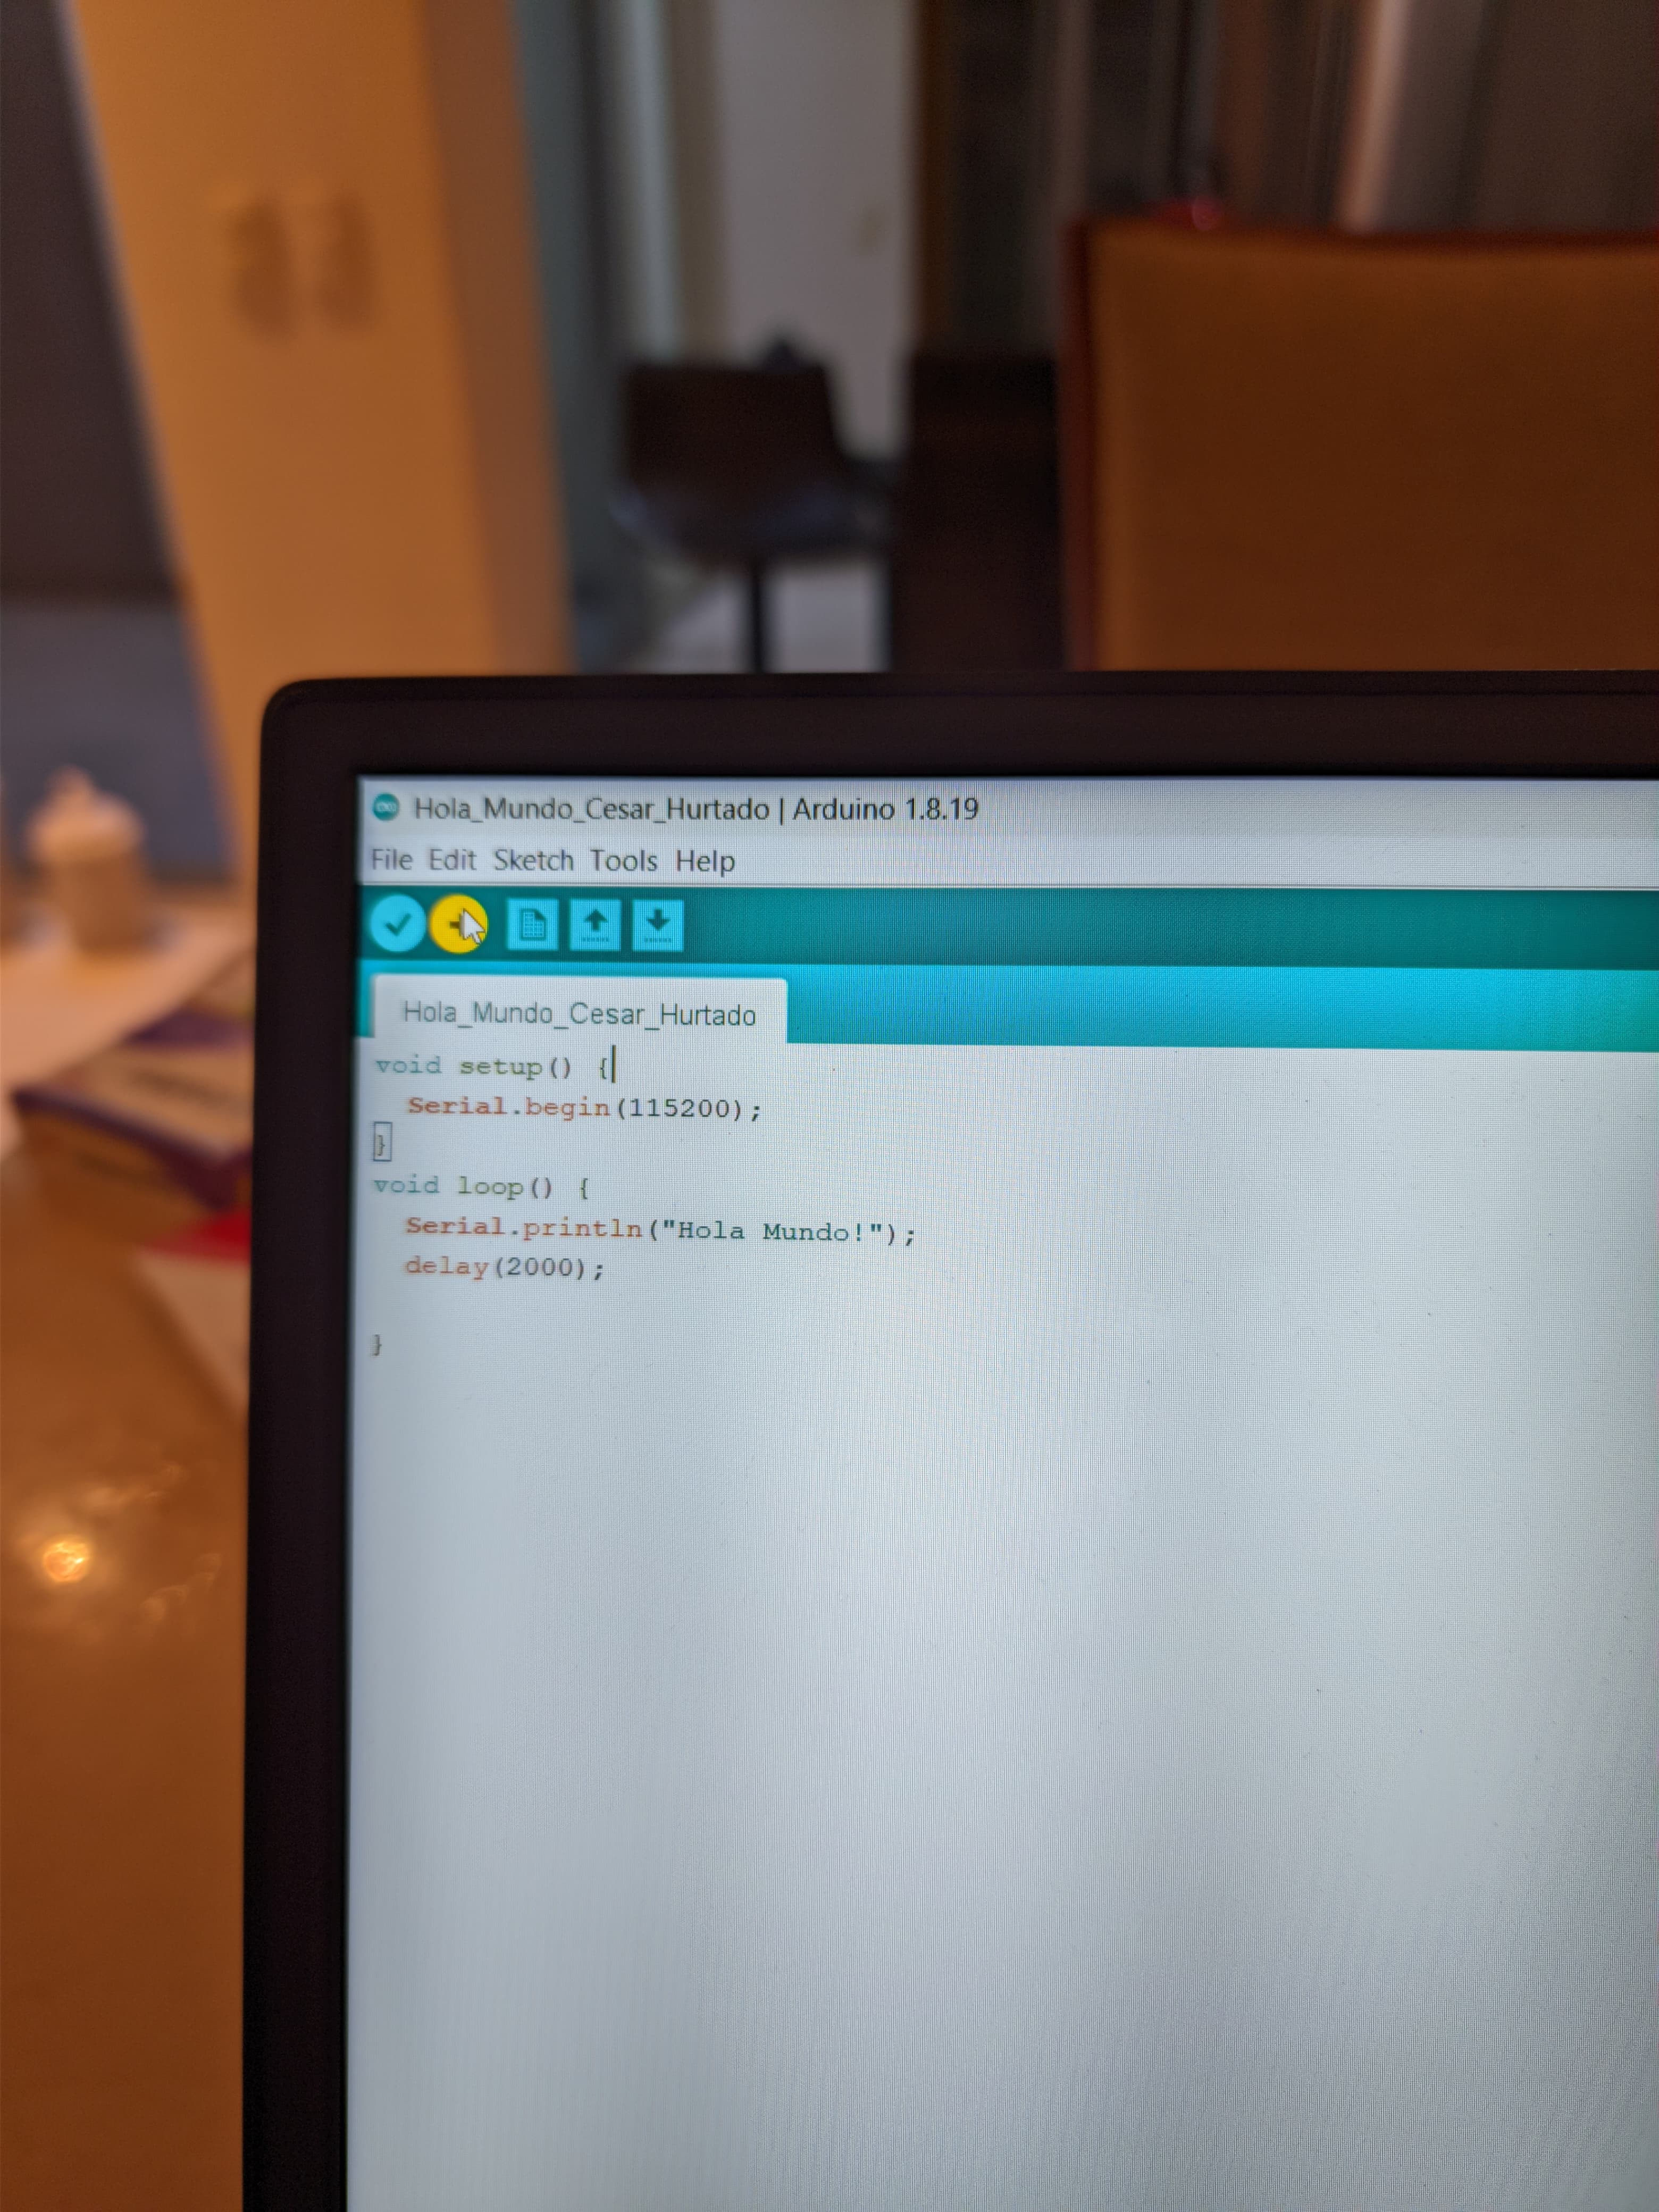 Hola_Mundo_Cesar_Hurtado | Arduino 1.8.19
File Edit Sketch Tools Help
Hola_Mundo_Cesar_Hurtado
void setup() {
  Serial.begin(115200);
}
void loop() {
  Serial.println("Hola Mundo!");
  delay(2000);
}